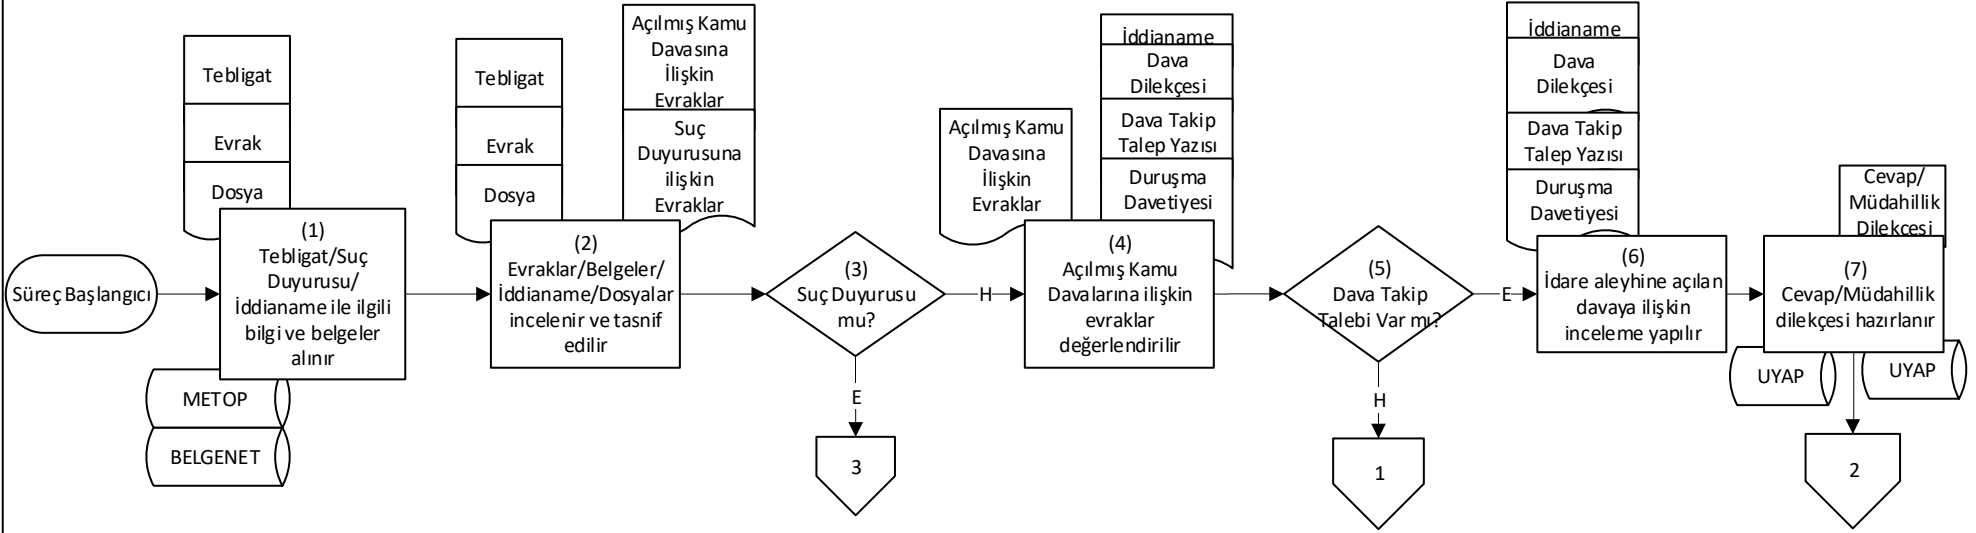 Süreç Başlangıcı
Tebligat
Evrak
Dosya
(1)
Tebligat/Suç
Duyurusu/
İddianame ile ilgili
bilgi ve belgeler
alınır
METOP
BELGENET
Tebligat
Evrak
Dosya
Açılmış Kamu
Davasına
İlişkin
Evraklar
Suç
Duyurusuna
ilişkin
Evraklar
(2)
Evraklar/Belgeler/
İddianame/Dosyalar
incelenir ve tasnif
edilir
(3)
Suç Duyurusu
mu?
H
E
3
Açılmış Kamu
Davasına
İlişkin
Evraklar
İddianame
Dava
Dilekçesi
Dava Takip
Talep Yazısı
Duruşma
Davetiyesi
(4)
Açılmış Kamu
Davalarına ilişkin
evraklar
değerlendirilir
(5)
Dava Takip
Talebi Var mı?
E
H
1
İddianame
Dava
Dilekçesi
Dava Takip
Talep Yazısı
Duruşma
Davetiyesi
(6)
İdare aleyhine açılan
davaya ilişkin
inceleme yapılır
Cevap/
Müdahillik
Dilekçesi
(7)
Cevap/Müdahillik
dilekçesi hazırlanır
UYAP
UYAP
2